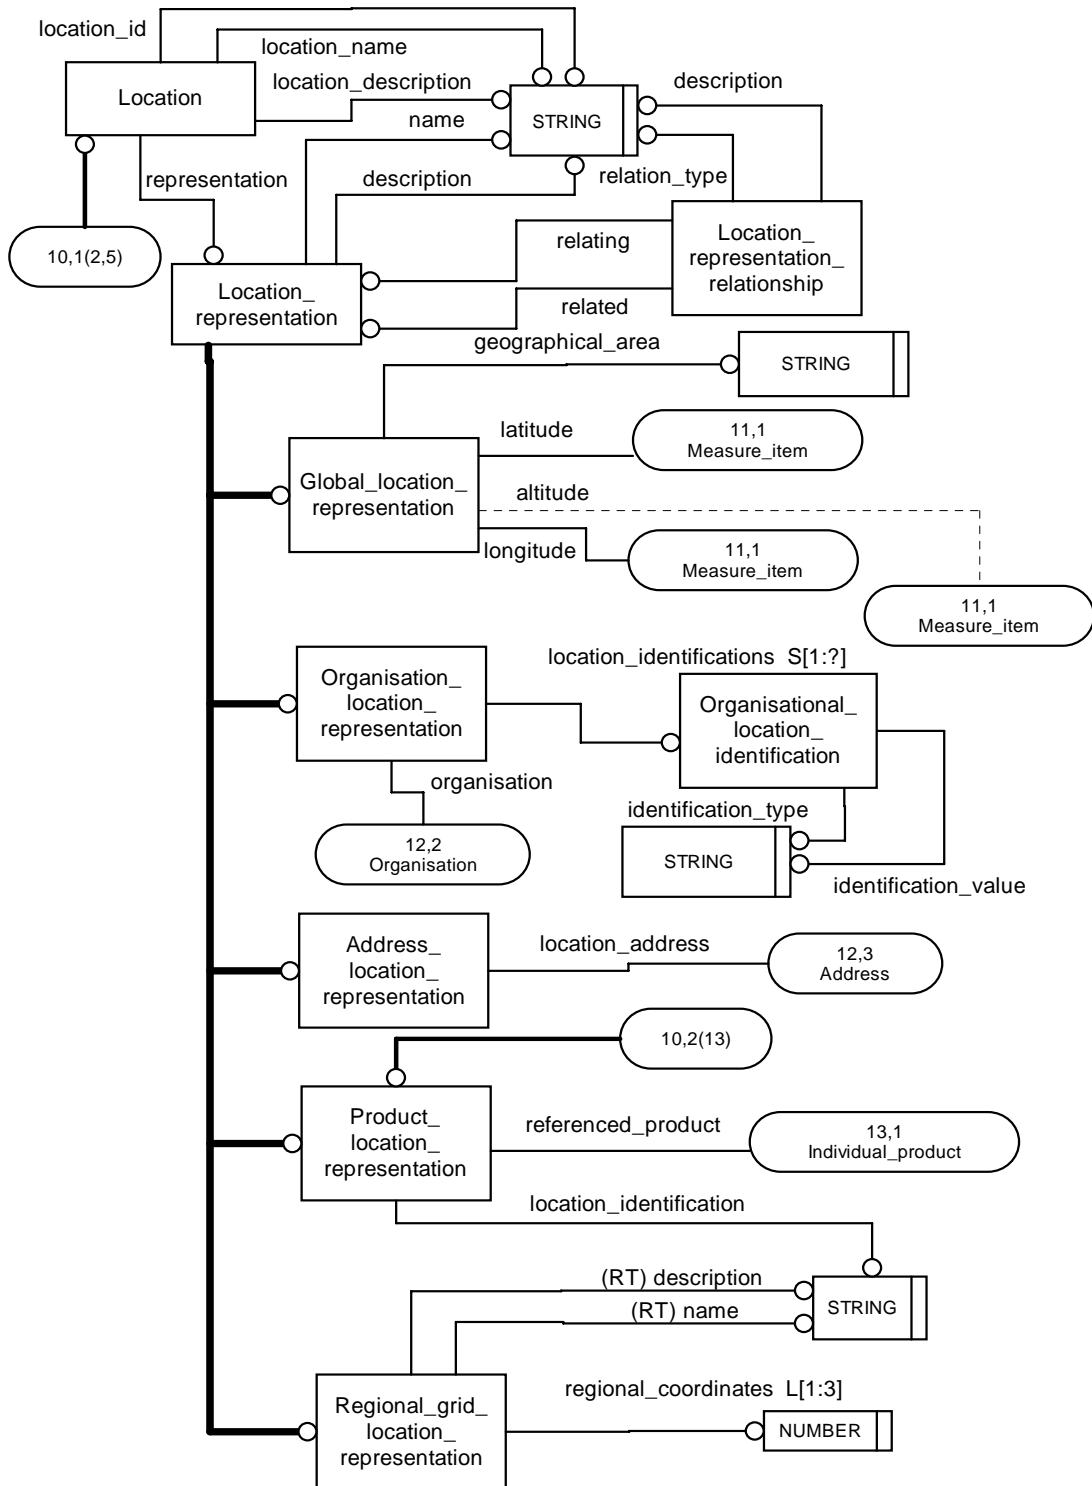 location_id
location_name
Location
location_description
description
name
STRING
representation
description
relation_type
10,1(2,5)
relating
Location_
representation_
relationship
Location_
representation
related
geographical_area
STRING
latitude
11,1
Measure_item
Global_location_
representation
altitude
longitude
11,1
Measure_item
11,1
Measure_item
location_identifications S[1:?]
Organisation_
location_
representation
Organisational_
location_
identification
organisation
identification_type
12,2
Organisation
STRING
identification_value
Address_
location_
representation
location_address
12,3
Address
10,2(13)
Product_
location_
representation
referenced_product
13,1
Individual_product
location_identification
(RT) description
(RT) name
STRING
regional_coordinates L[1:3]
Regional_grid_
location_
representation
NUMBER